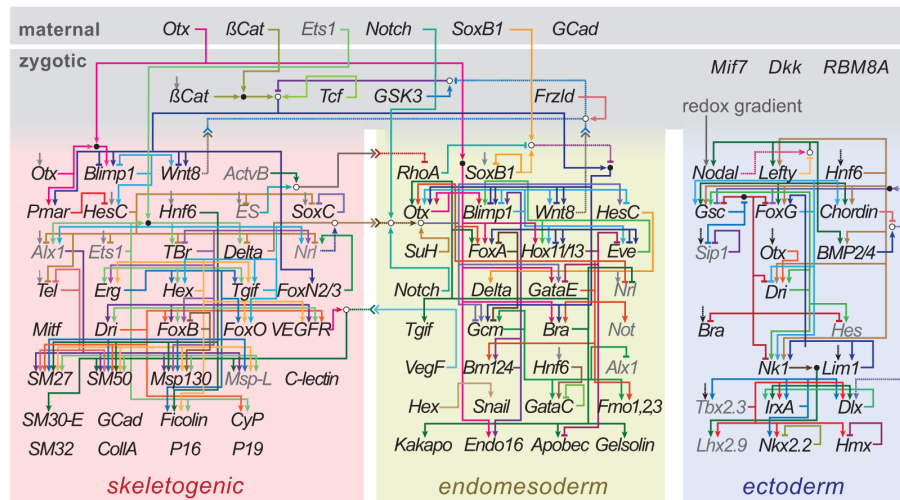 maternal Otx ßCat Ets1 Notch SoxB1 GCad
zygotic Mif7 Dkk RBM8A
ßCat Tcf GSK3 Frzld
redox gradient
Otx Blimp1 Wnt8 ActvB RhoA SoxB1 Nodal Lefty Hnf6
Pmar HesC Hnf6 ES SoxC Otx Blimp1 Wnt8 HesC Gsc FoxG Chordin
Alx1 Ets1 TBr Delta Nrl SuH FoxA Hox11/13 Eve Sip1 Otx BMP2/4
Tel Erg Hex Tgif FoxN2/3 Notch Delta GataE Nrl Dri
Mitf Dri FoxB FoxO VEGFR Tgif Gcm Bra Not Bra Hes
SM27 SM50 Msp130 Msp-L C-lectin VegF Brn124 Hnf6 Alx1 Nk1 Lim1
SM30-E GCad Ficolin CyP Hex Snail GataC Fmo1,2,3 Tbx2.3 IrxA Dlx
SM32 CollA P16 P19 Kakapo Endo16 Apobec Gelsolin Lhx2.9 Nkx2.2 Hmx
skeletogenic endomesoderm ectoderm